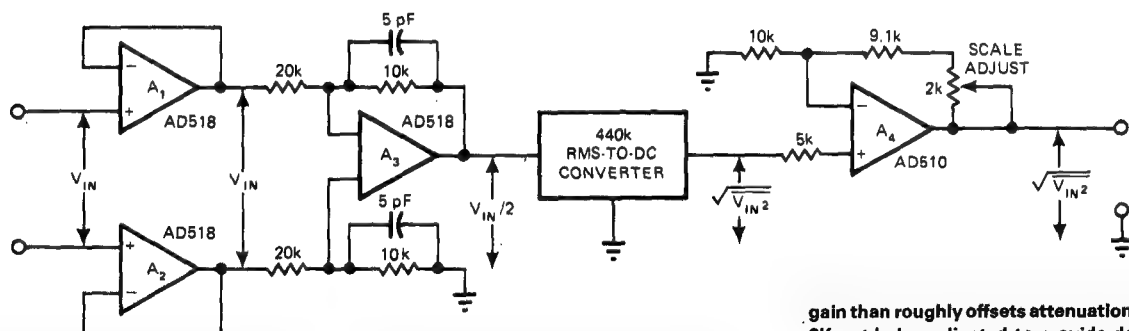 5 pF
A1
AD518
VIN
20k
10k
AD518
A3
VIN/2
440k
RMS-TO-DC
CONVERTER
√VIN²
5k
10k
9.1k
SCALE
ADJUST
2k
A4
AD510
√VIN²
VIN
AD518
A2
20k
5 pF
10k
gain than roughly offsets attenuation